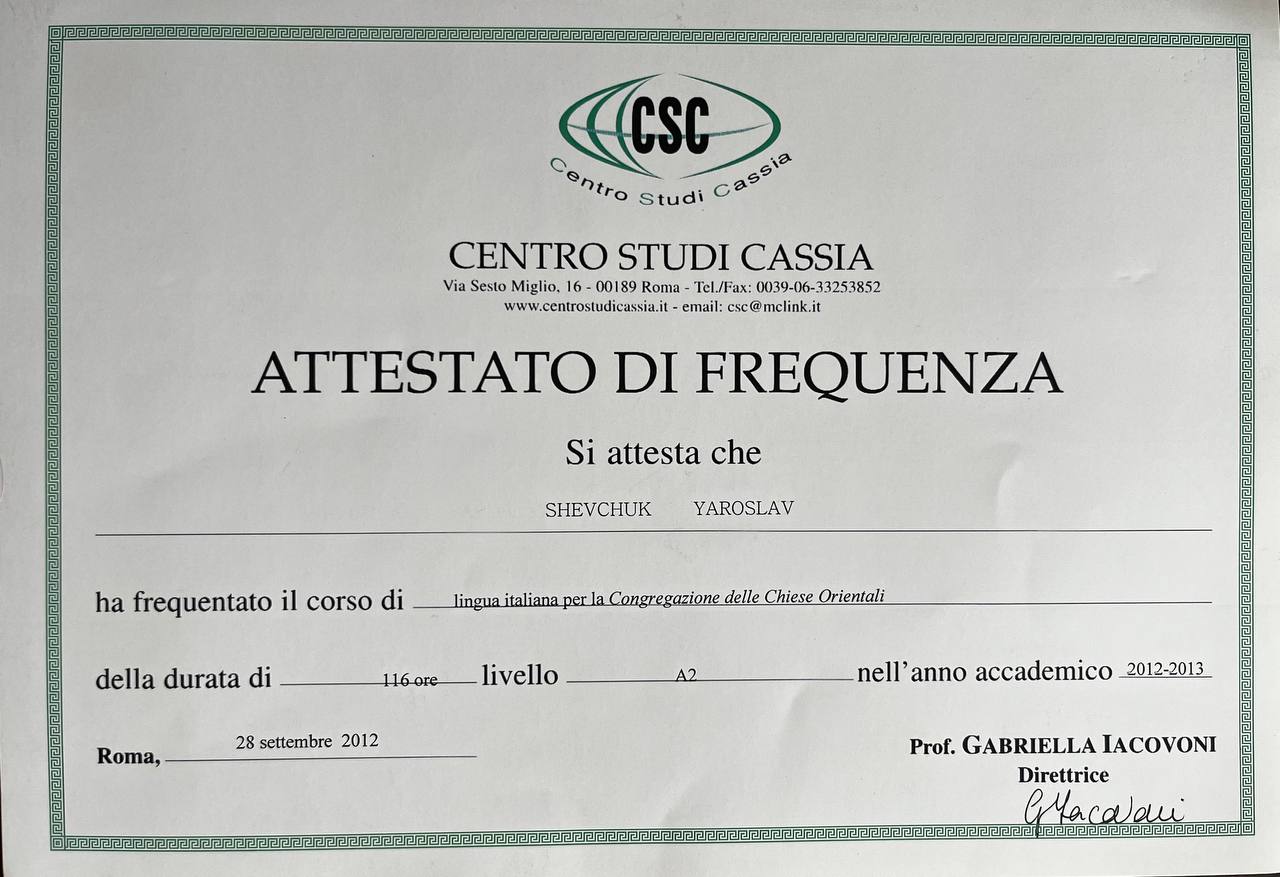 CSC
Centro Studi Cassia
CENTRO STUDI CASSIA
Via Sesto Miglio, 16 - 00189 Roma - Tel./Fax: 0039-06-33253852
www.centrostudicassia.it - email: csc@mclink.it
ATTESTATO DI FREQUENZA
Si attesta che
SHEVCHUK YAROSLAV
ha frequentato il corso di lingua italiana per la Congregazione delle Chiese Orientali
della durata di 116 ore livello A2 nell'anno accademico 2012-2013
Roma, 28 settembre 2012
Prof. GABRIELLA IACOVONI
Direttrice
GIacovoni